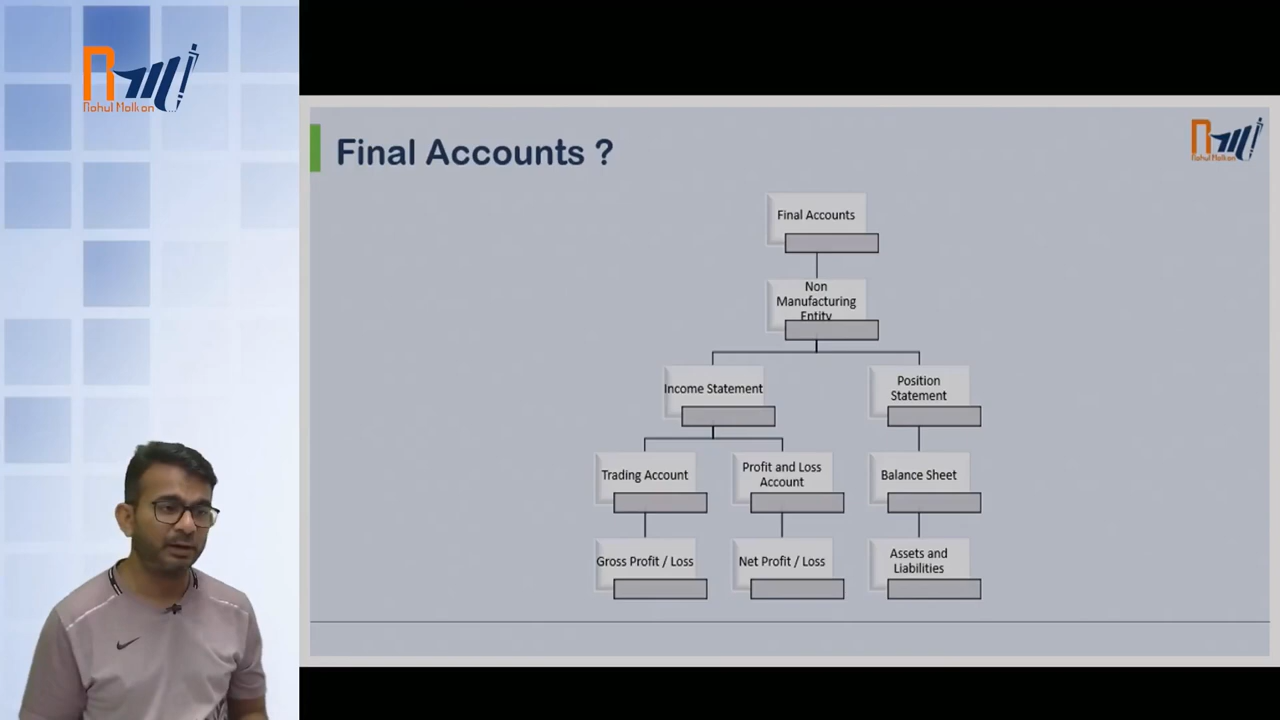 Rahul Malkan
Final Accounts ?
Rahul Malkan
Final Accounts
Non
Manufacturing
Entity
Income Statement
Position
Statement
Trading Account
Profit and Loss
Account
Balance Sheet
Gross Profit / Loss
Net Profit / Loss
Assets and
Liabilities